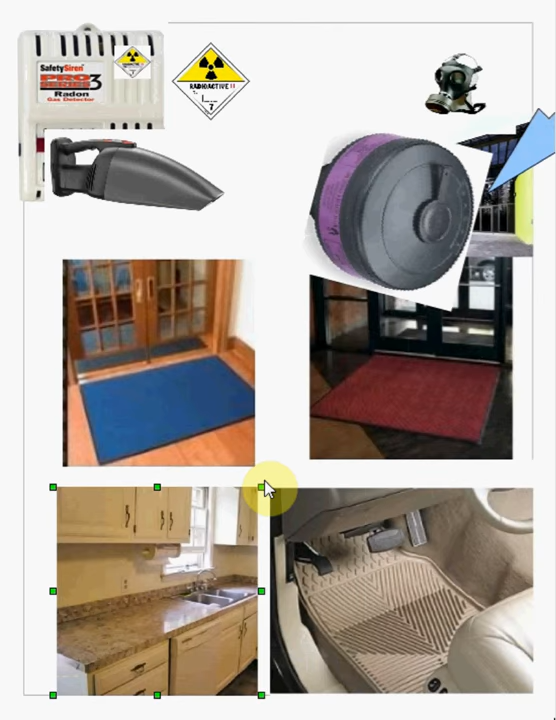 SafetySiren
PRO
SERIES 3
Radon
Gas Detector
RADIOACTIVE II
7